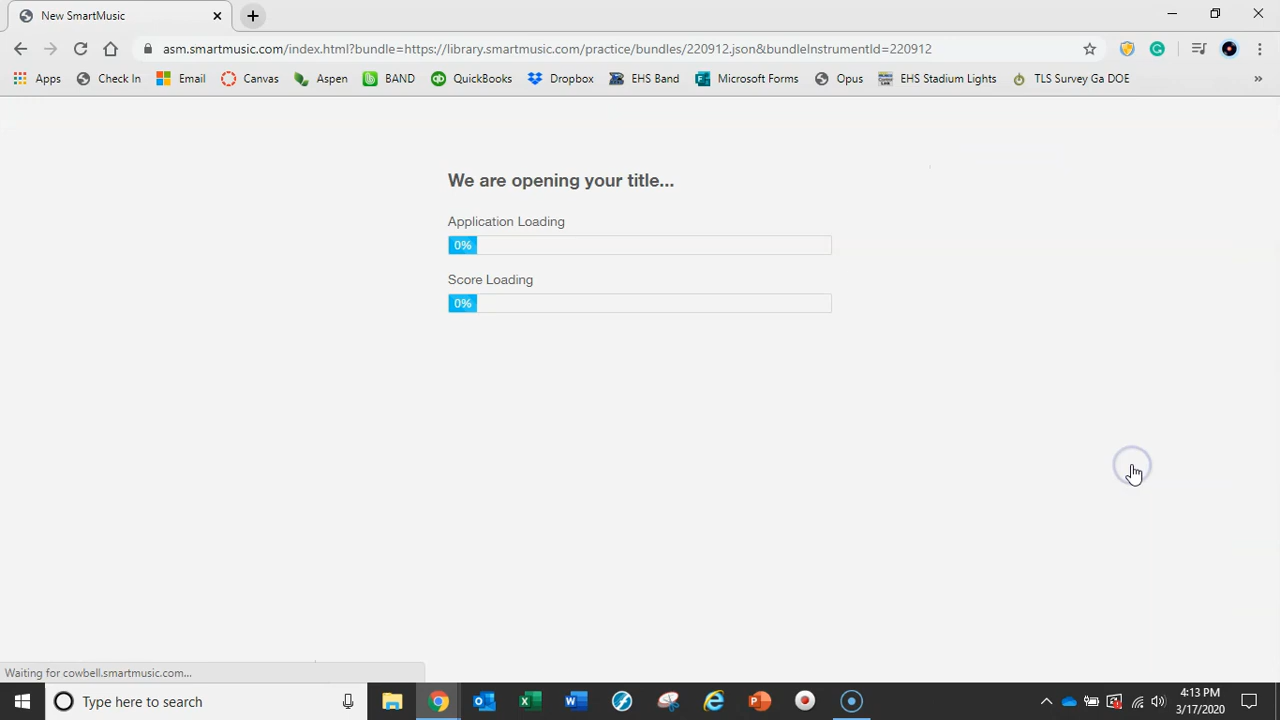 New SmartMusic
asm.smartmusic.com/index.html?bundle=https://library.smartmusic.com/practice/bundles/220912.json&bundleInstrumentId=220912
Apps Check In Email Canvas Aspen BAND QuickBooks Dropbox EHS Band Microsoft Forms Opus EHS Stadium Lights TLS Survey Ga DOE »
We are opening your title...
Application Loading
0%
Score Loading
0%
Waiting for cowbell.smartmusic.com...
Type here to search
4:13 PM
3/17/2020